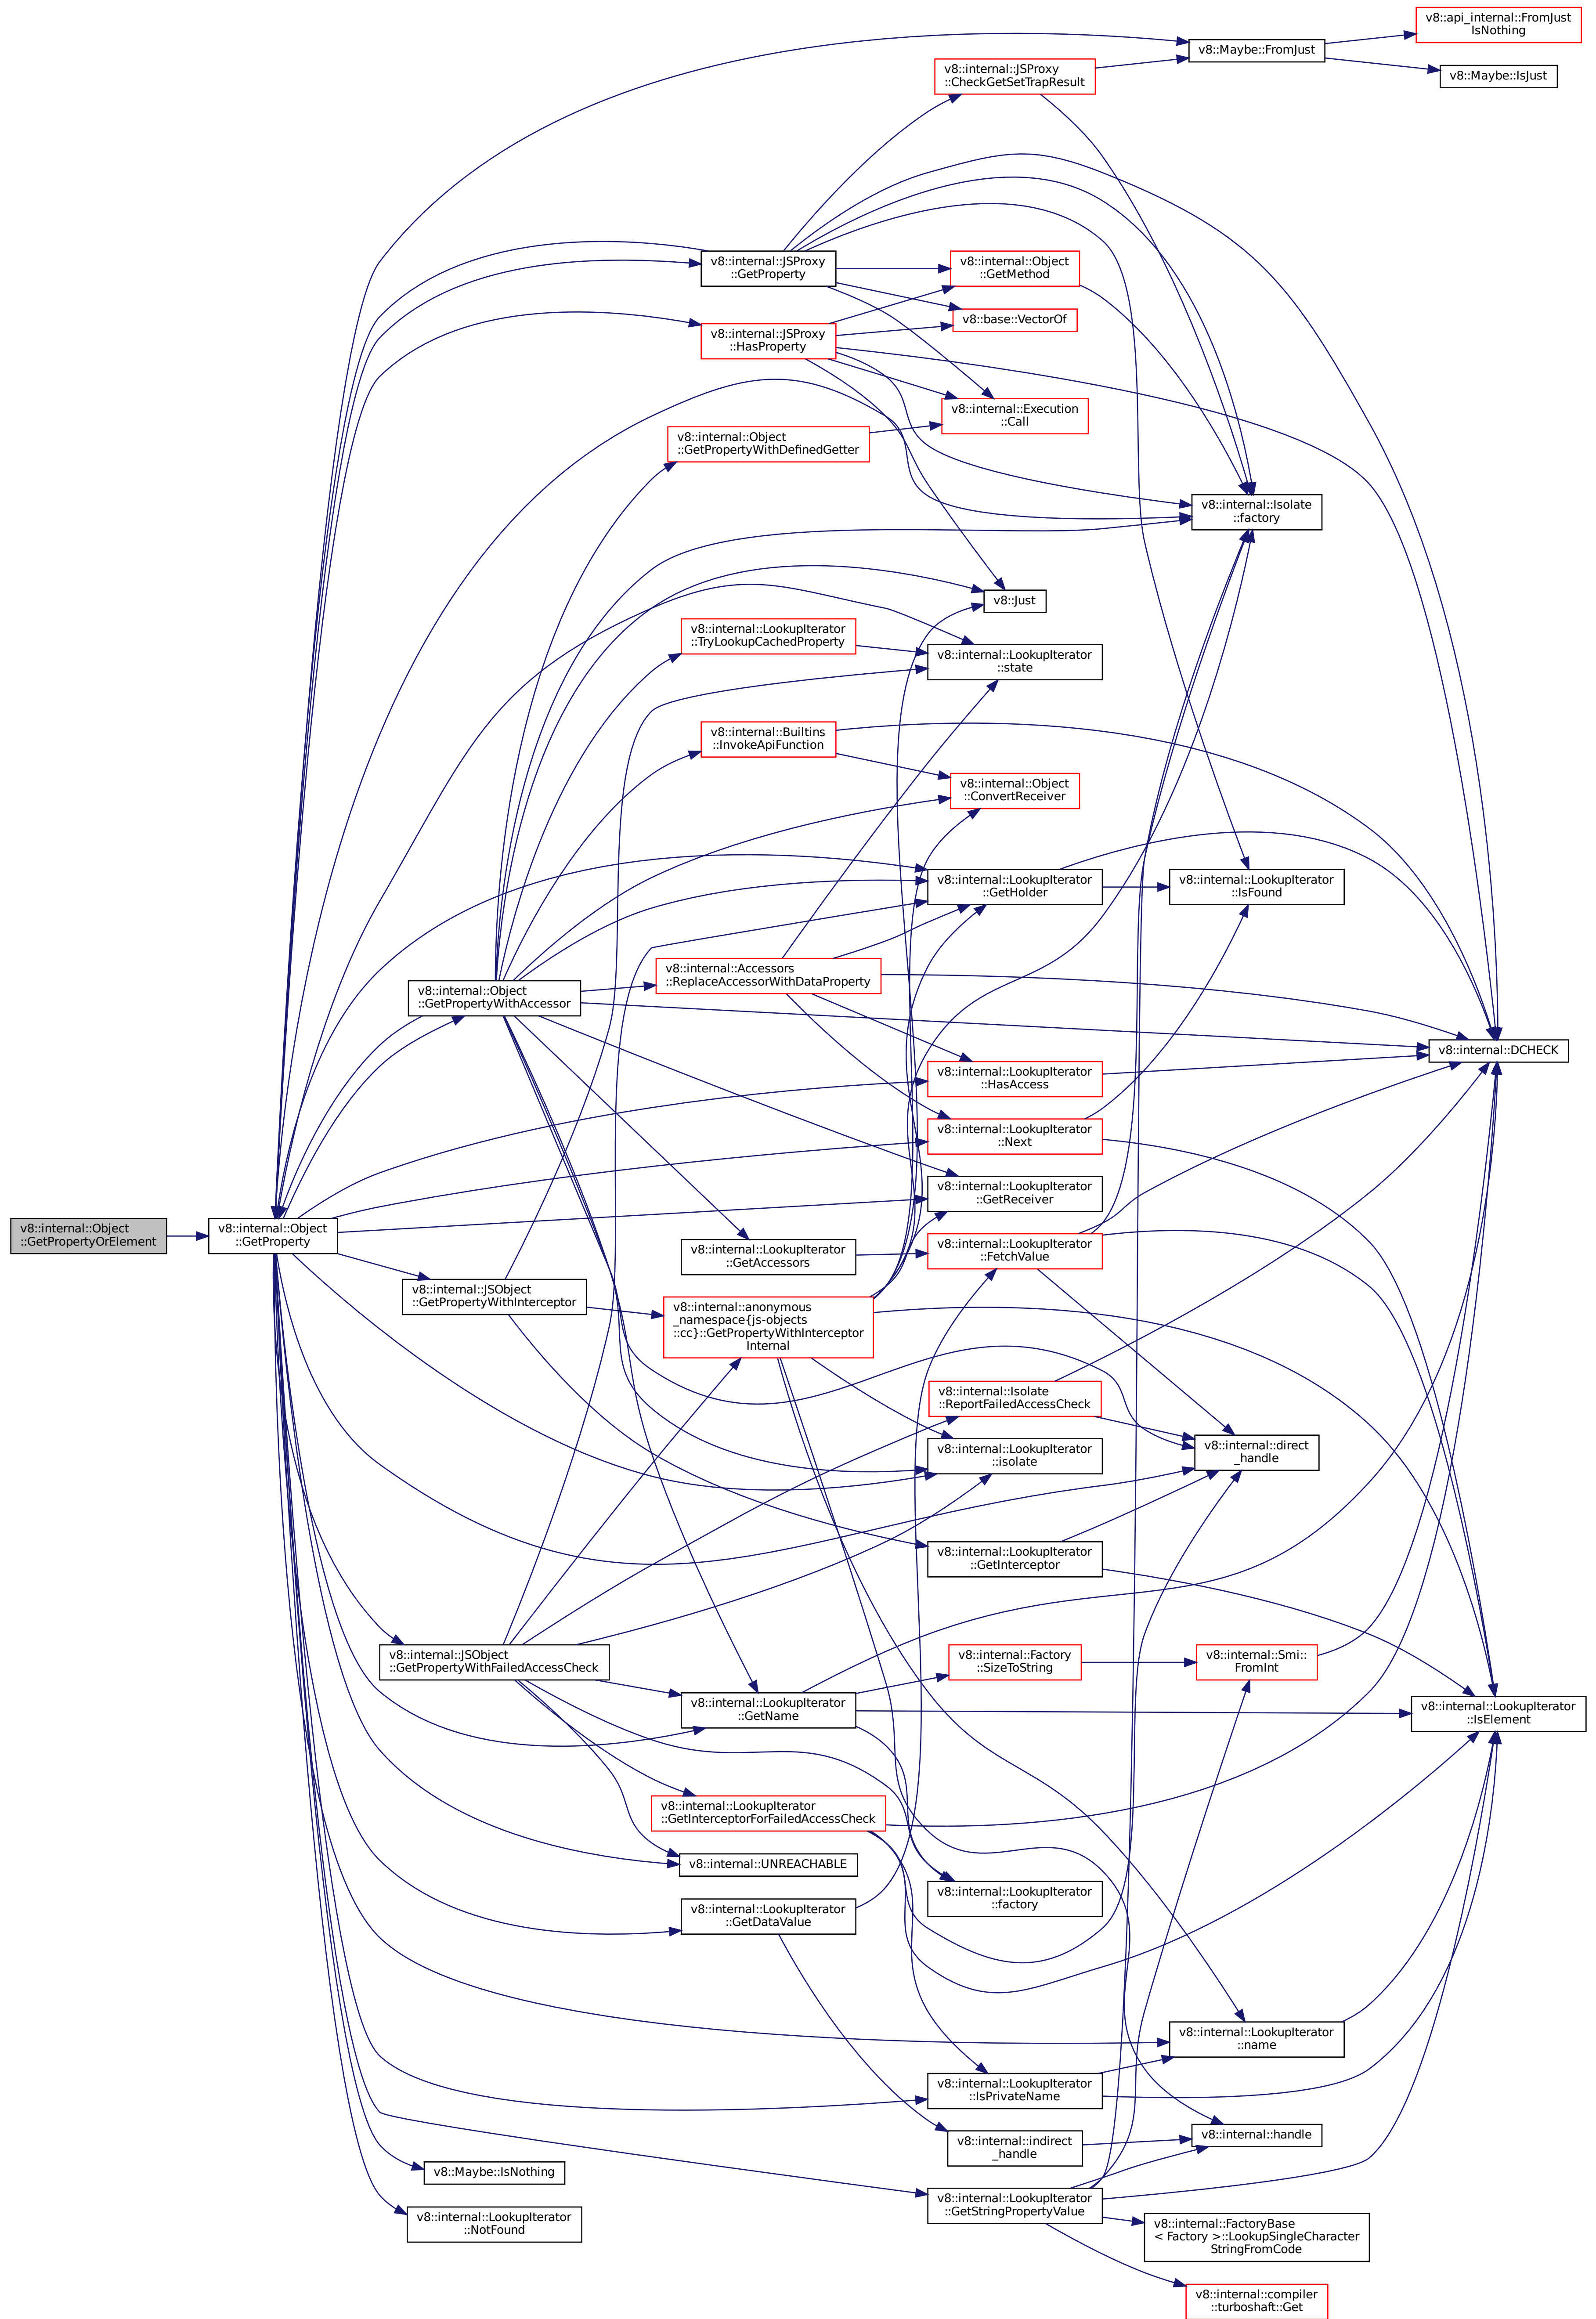 v8::api_internal::FromJust
IsNothing
v8::Maybe::FromJust
v8::Maybe::IsJust
v8::internal::JSProxy
::CheckGetSetTrapResult
v8::internal::JSProxy
::GetProperty
v8::internal::Object
::GetMethod
v8::base::VectorOf
v8::internal::JSProxy
::HasProperty
v8::internal::Execution
::Call
v8::internal::Object
::GetPropertyWithDefinedGetter
v8::internal::Isolate
::factory
v8::Just
v8::internal::LookupIterator
::TryLookupCachedProperty
v8::internal::LookupIterator
::state
v8::internal::Builtins
::InvokeApiFunction
v8::internal::Object
::ConvertReceiver
v8::internal::LookupIterator
::GetHolder
v8::internal::LookupIterator
::IsFound
v8::internal::Accessors
::ReplaceAccessorWithDataProperty
v8::internal::Object
::GetPropertyWithAccessor
v8::internal::DCHECK
v8::internal::LookupIterator
::HasAccess
v8::internal::LookupIterator
::Next
v8::internal::LookupIterator
::GetReceiver
v8::internal::Object
::GetPropertyOrElement
v8::internal::Object
::GetProperty
v8::internal::LookupIterator
::GetAccessors
v8::internal::LookupIterator
::FetchValue
v8::internal::JSObject
::GetPropertyWithInterceptor
v8::internal::anonymous
_namespace{js-objects
::cc}::GetPropertyWithInterceptor
Internal
v8::internal::Isolate
::ReportFailedAccessCheck
v8::internal::LookupIterator
::isolate
v8::internal::direct
_handle
v8::internal::LookupIterator
::GetInterceptor
v8::internal::JSObject
::GetPropertyWithFailedAccessCheck
v8::internal::Factory
::SizeToString
v8::internal::Smi::
FromInt
v8::internal::LookupIterator
::GetName
v8::internal::LookupIterator
::IsElement
v8::internal::LookupIterator
::GetInterceptorForFailedAccessCheck
v8::internal::UNREACHABLE
v8::internal::LookupIterator
::factory
v8::internal::LookupIterator
::GetDataValue
v8::internal::LookupIterator
::name
v8::internal::LookupIterator
::IsPrivateName
v8::internal::handle
v8::internal::indirect
_handle
v8::Maybe::IsNothing
v8::internal::LookupIterator
::GetStringPropertyValue
v8::internal::LookupIterator
::NotFound
v8::internal::FactoryBase
< Factory >::LookupSingleCharacter
StringFromCode
v8::internal::compiler
::turboshaft::Get